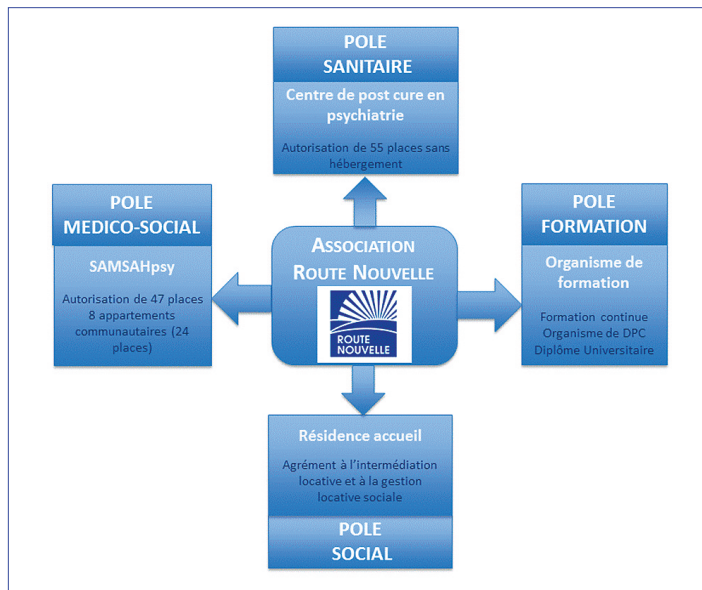 POLE
SANITAIRE
Centre de post cure en
psychiatrie
Autorisation de 55 places sans
hébergement
POLE
MEDICO-SOCIAL
SAMSAHpsy
Autorisation de 47 places
8 appartements
communautaires (24
places)
ASSOCIATION
ROUTE NOUVELLE
ROUTE
NOUVELLE
POLE
FORMATION
Organisme de
formation
Formation continue
Organisme de DPC
Diplôme Universitaire
Résidence accueil
Agrément à l’intermédiation
locative et à la gestion
locative sociale
POLE
SOCIAL